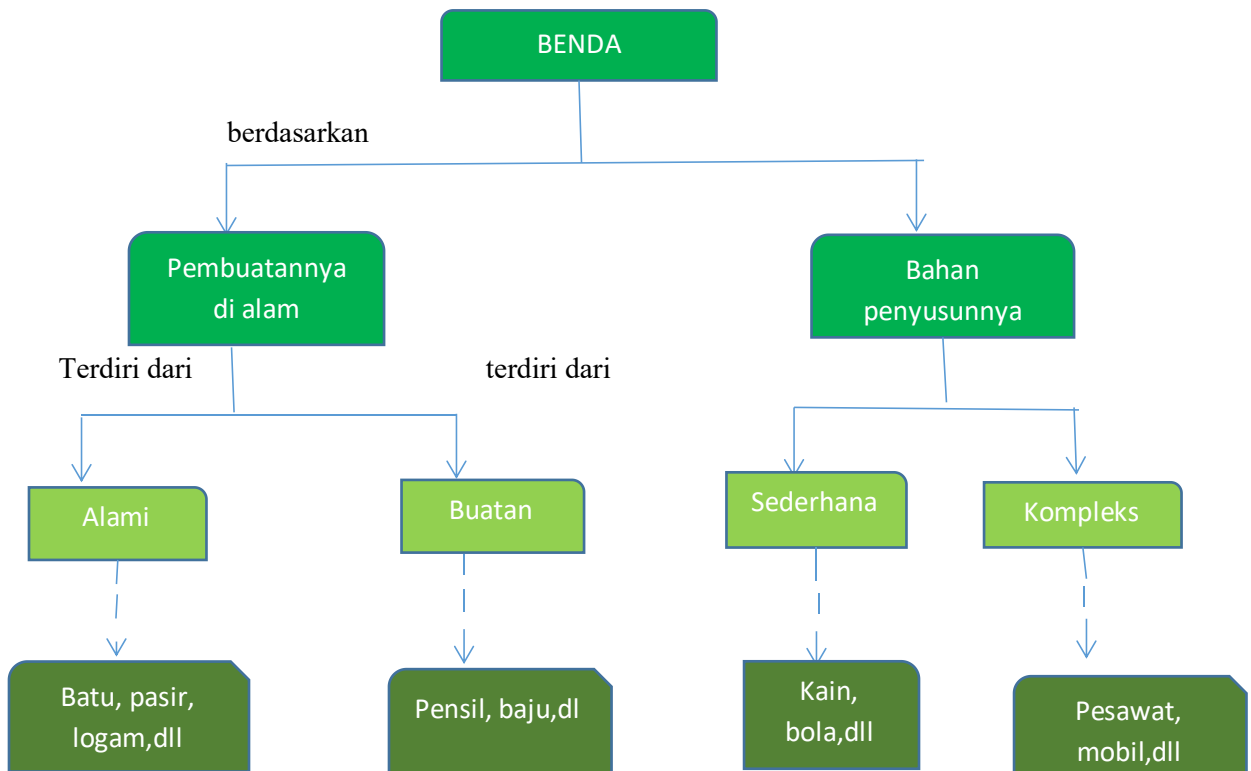 BENDA
berdasarkan
Pembuatannya
di alam
Bahan
penyusunnya
Terdiri dari
terdiri dari
Alami
Buatan
Sederhana
Kompleks
Batu, pasir,
logam,dll
Pensil, baju,dl
Kain,
bola,dll
Pesawat,
mobil,dll